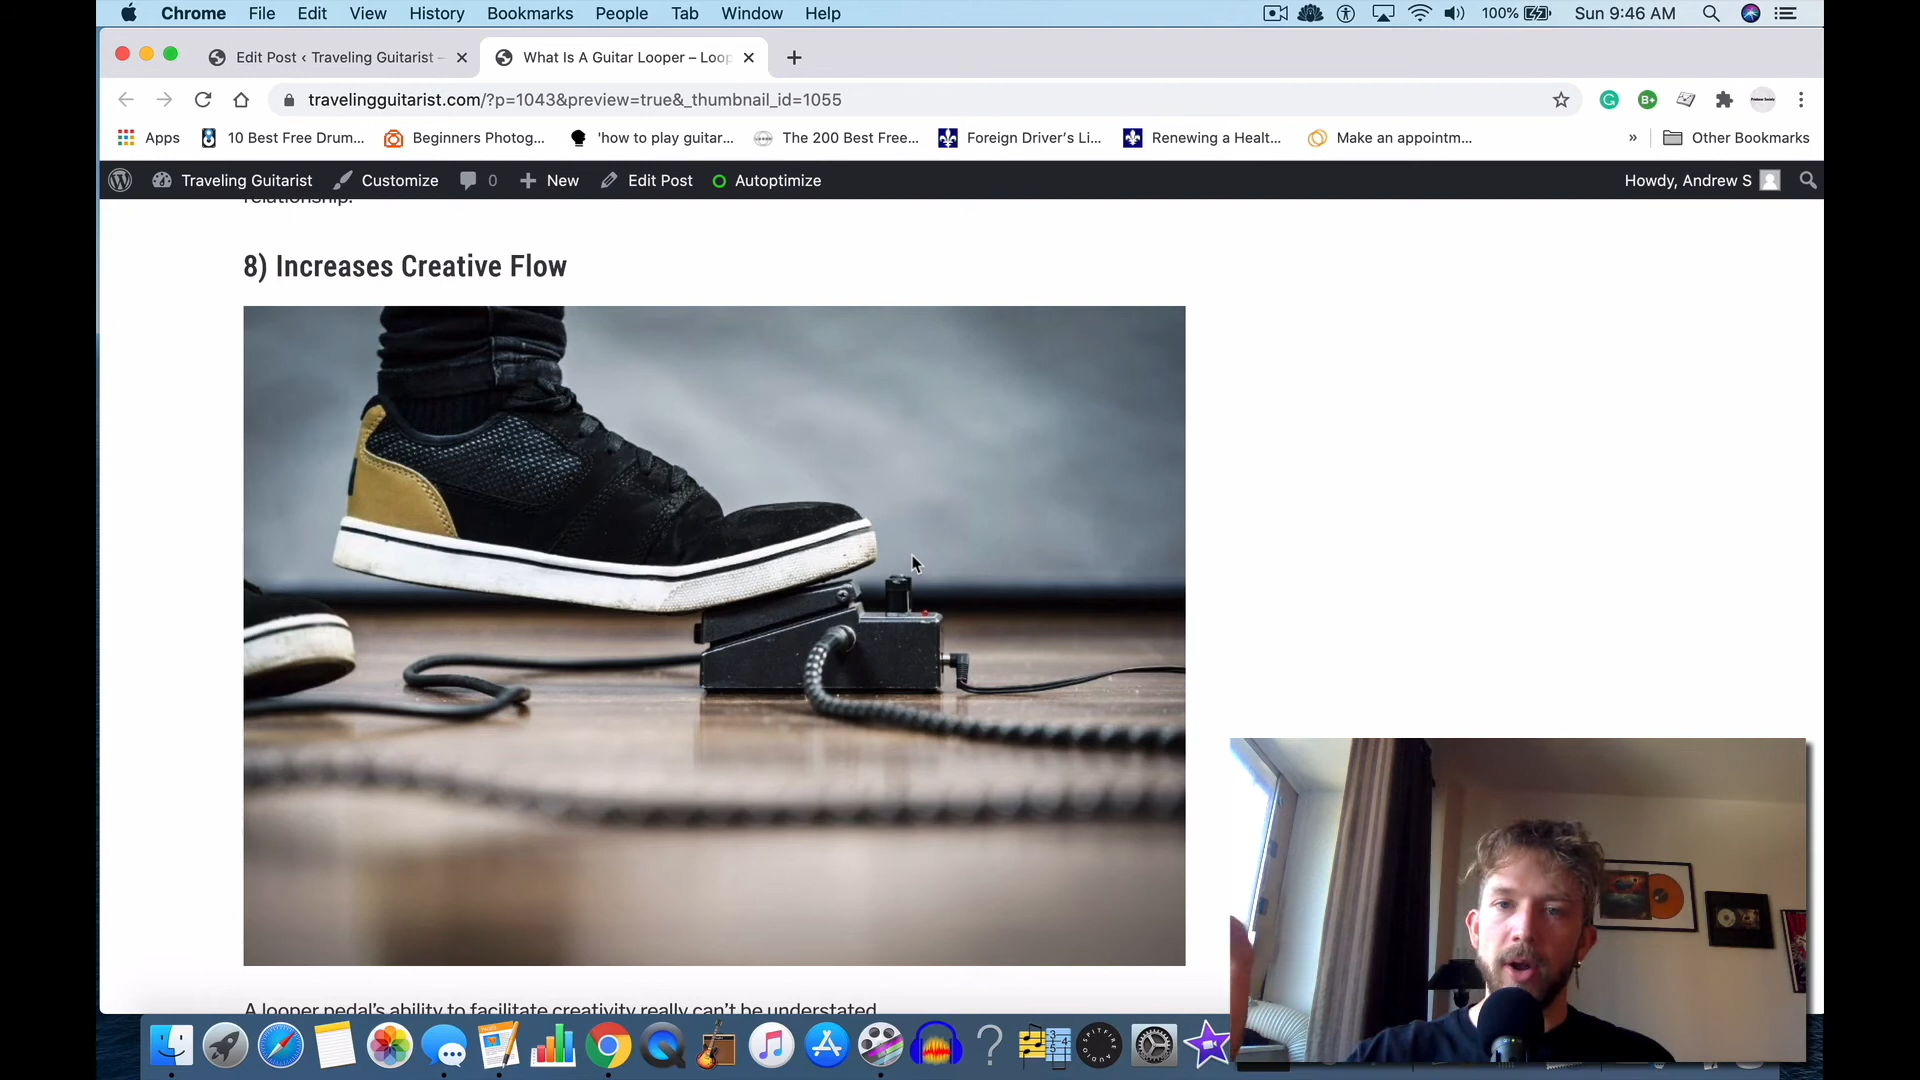 Chrome File Edit View History Bookmarks People Tab Window Help 100% Sun 9:46 AM
Edit Post ‹ Traveling Guitarist – What Is A Guitar Looper – Loop
travelingguitarist.com/?p=1043&preview=true&_thumbnail_id=1055
Apps 10 Best Free Drum... Beginners Photog... 'how to play guitar... The 200 Best Free... Foreign Driver's Li... Renewing a Healt... Make an appointm... » Other Bookmarks
Traveling Guitarist Customize 0 New Edit Post Autoptimize Howdy, Andrew S
relationship.
8) Increases Creative Flow
A looper pedal's ability to facilitate creativity really can't be understated